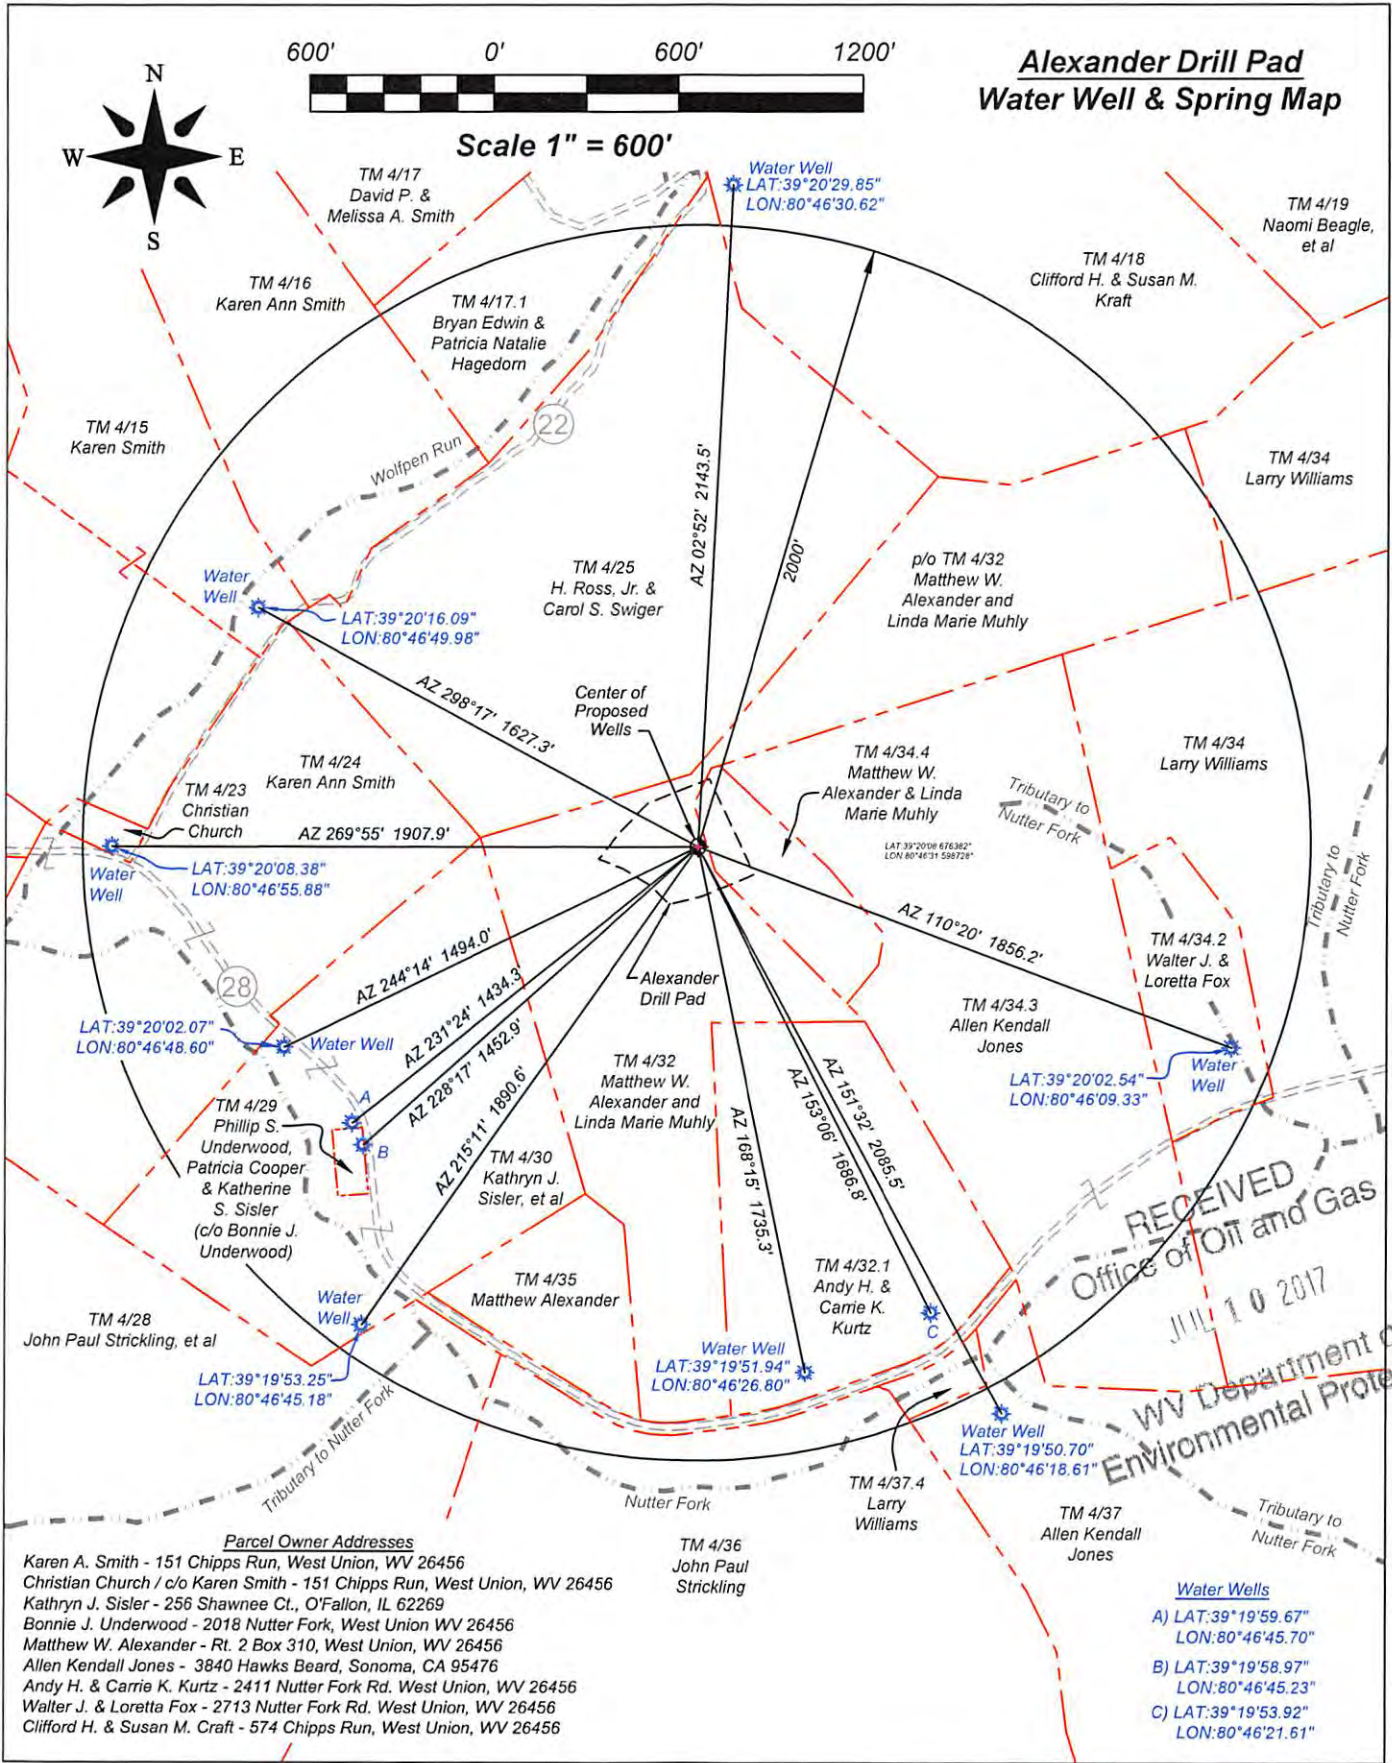 600'
0'
600'
1200'
Scale 1" = 600'
Alexander Drill Pad
Water Well & Spring Map
N
W
E
S
TM 4/17
David P. &
Melissa A. Smith
Water Well
LAT:39°20'29.85"
LON:80°46'30.62"
TM 4/19
Naomi Beagle,
et al
TM 4/18
Clifford H. & Susan M.
Kraft
TM 4/16
Karen Ann Smith
TM 4/17.1
Bryan Edwin &
Patricia Natalie
Hagedorn
22
TM 4/15
Karen Smith
Wolfpen Run
TM 4/34
Larry Williams
AZ 02°52' 2143.5'
2000'
Water
Well
LAT:39°20'16.09"
LON:80°46'49.98"
TM 4/25
H. Ross, Jr. &
Carol S. Swiger
p/o TM 4/32
Matthew W.
Alexander and
Linda Marie Muhly
AZ 298°17' 1627.3'
Center of
Proposed
Wells
TM 4/24
Karen Ann Smith
TM 4/23
Christian
Church
TM 4/34.4
Matthew W.
Alexander & Linda
Marie Muhly
TM 4/34
Larry Williams
Tributary to
Nutter Fork
AZ 269°55' 1907.9'
LAT:39°20'08.676382"
LON:80°46'31.598728"
LAT:39°20'08.38"
LON:80°46'55.88"
Water
Well
Tributary to
Nutter Fork
AZ 110°20' 1856.2'
AZ 244°14' 1494.0'
28
Alexander
Drill Pad
TM 4/34.2
Walter J. &
Loretta Fox
AZ 231°24' 1434.3'
AZ 228°17' 1452.9'
AZ 215°11' 1890.6'
TM 4/34.3
Allen Kendall
Jones
LAT:39°20'02.07"
LON:80°46'48.60"
Water Well
LAT:39°20'02.54"
LON:80°46'09.33"
Water
Well
TM 4/32
Matthew W.
Alexander and
Linda Marie Muhly
A
B
TM 4/29
Phillip S.
Underwood,
Patricia Cooper
& Katherine
S. Sisler
(c/o Bonnie J.
Underwood)
TM 4/30
Kathryn J.
Sisler, et al
AZ 168°15' 1735.3'
AZ 153°06' 1686.8'
AZ 151°32' 2085.5'
RECEIVED
Office of Oil and Gas
JUL 10 2017
WV Department
Environmental
TM 4/32.1
Andy H. &
Carrie K.
Kurtz
C
TM 4/35
Matthew Alexander
Water
Well
TM 4/28
John Paul Strickling, et al
LAT:39°19'53.25"
LON:80°46'45.18"
Water Well
LAT:39°19'51.94"
LON:80°46'26.80"
Water Well
LAT:39°19'50.70"
LON:80°46'18.61"
Tributary to Nutter Fork
Nutter Fork
TM 4/37.4
Larry
Williams
TM 4/37
Allen Kendall
Jones
Tributary to
Nutter Fork
TM 4/36
John Paul
Strickling
Parcel Owner Addresses
Karen A. Smith - 151 Chipps Run, West Union, WV 26456
Christian Church / c/o Karen Smith - 151 Chipps Run, West Union, WV 26456
Kathryn J. Sisler - 256 Shawnee Ct., O'Fallon, IL 62269
Bonnie J. Underwood - 2018 Nutter Fork, West Union WV 26456
Matthew W. Alexander - Rt. 2 Box 310, West Union, WV 26456
Allen Kendall Jones - 3840 Hawks Beard, Sonoma, CA 95476
Andy H. & Carrie K. Kurtz - 2411 Nutter Fork Rd. West Union, WV 26456
Walter J. & Loretta Fox - 2713 Nutter Fork Rd. West Union, WV 26456
Clifford H. & Susan M. Craft - 574 Chipps Run, West Union, WV 26456
Water Wells
A) LAT:39°19'59.67"
LON:80°46'45.70"
B) LAT:39°19'58.97"
LON:80°46'45.23"
C) LAT:39°19'53.92"
LON:80°46'21.61"